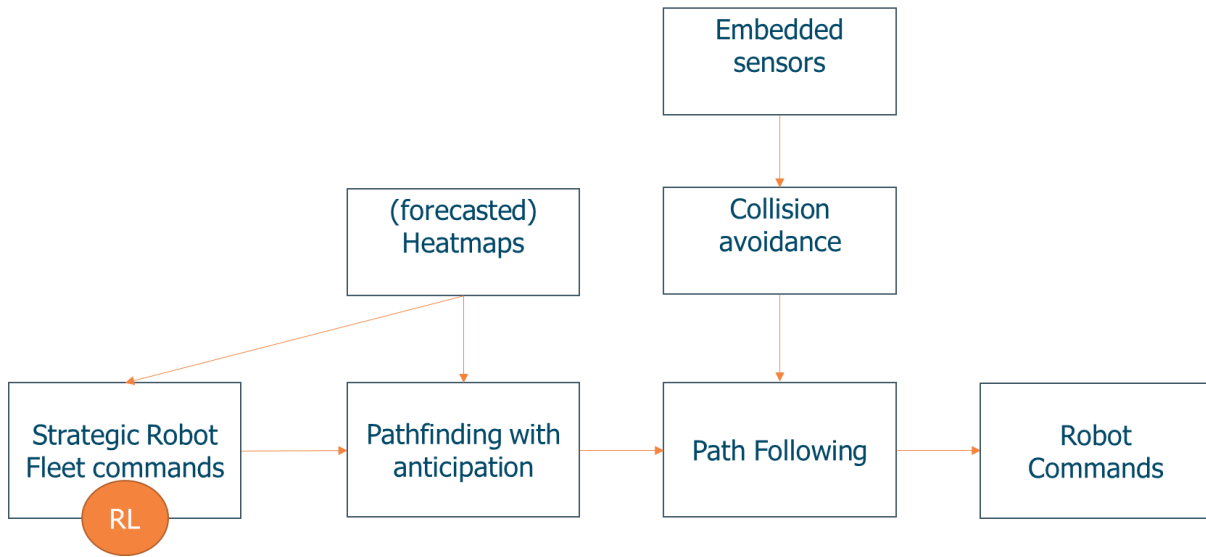 Embedded
sensors
(forecasted)
Heatmaps
Collision
avoidance
Strategic Robot
Fleet commands
RL
Pathfinding with
anticipation
Path Following
Robot
Commands